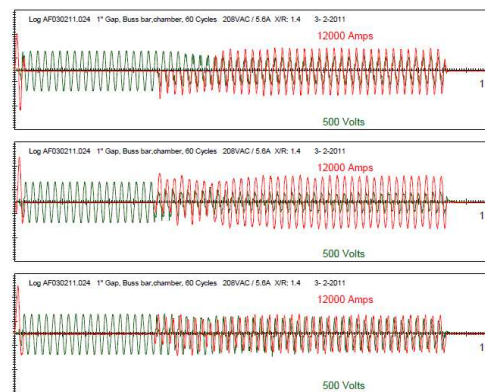 Log AF030211.024 1" Gap, Buss bar,chamber, 60 Cycles 208VAC / 5.6A X/R: 1.4 3- 2-2011
12000 Amps
1
500 Volts
Log AF030211.024 1" Gap, Buss bar,chamber, 60 Cycles 208VAC / 5.6A X/R: 1.4 3- 2-2011
12000 Amps
1
500 Volts
Log AF030211.024 1" Gap, Buss bar,chamber, 60 Cycles 208VAC / 5.6A X/R: 1.4 3- 2-2011
12000 Amps
1
500 Volts